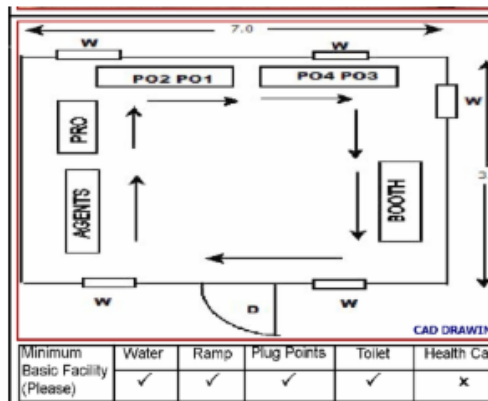 7.0
W W
PO2 PO1 PO4 PO3
W
PRO
AGENTS
BOOTH
W D W
CAD DRAWIN
Minimum Basic Facility (Please) Water Ramp Plug Points Toilet Health Ca
✓ ✓ ✓ ✓ x